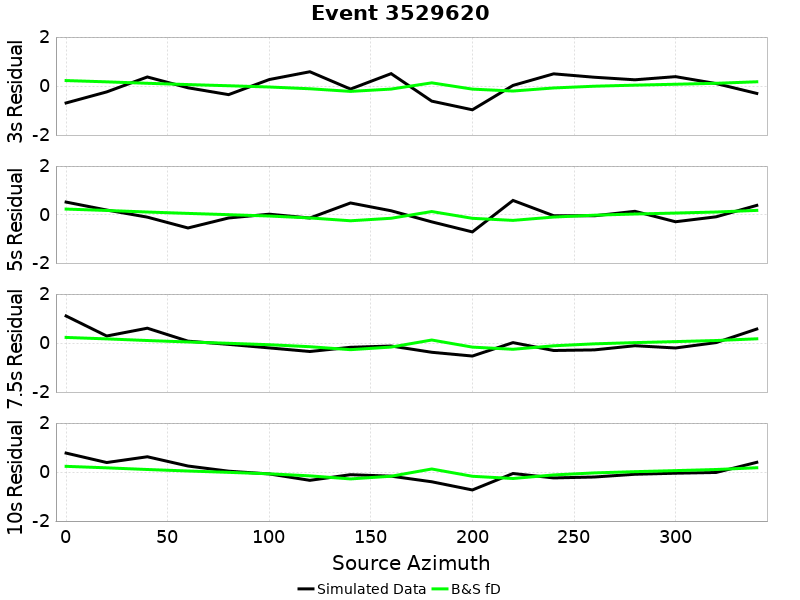 Event 3529620
3s Residual
2
0
-2
5s Residual
2
0
-2
7.5s Residual
2
0
-2
10s Residual
2
0
-2
0 50 100 150 200 250 300
Source Azimuth
Simulated Data B&S fD